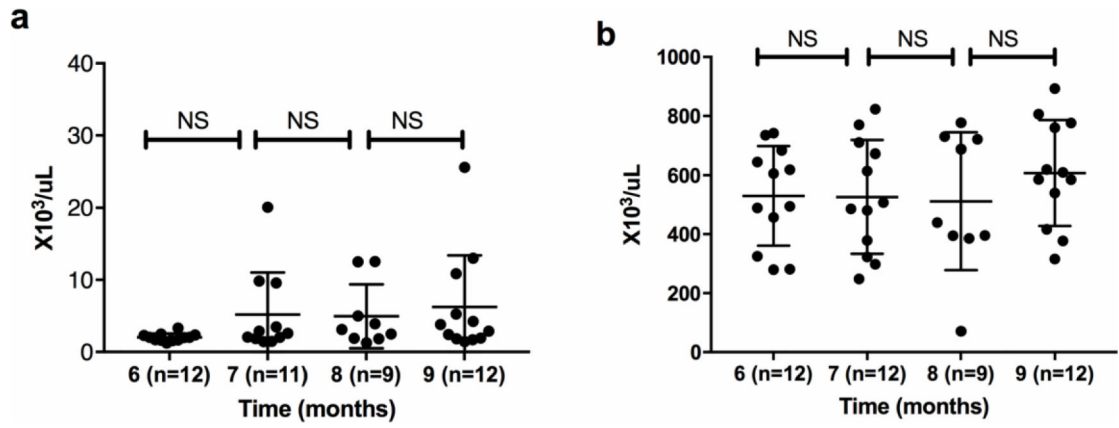 a
40
30
20
10
0
X10³/uL
NS NS NS
6 (n=12) 7 (n=11) 8 (n=9) 9 (n=12)
Time (months)
b
1000
800
600
400
200
0
X10³/uL
NS NS NS
6 (n=12) 7 (n=12) 8 (n=9) 9 (n=12)
Time (months)